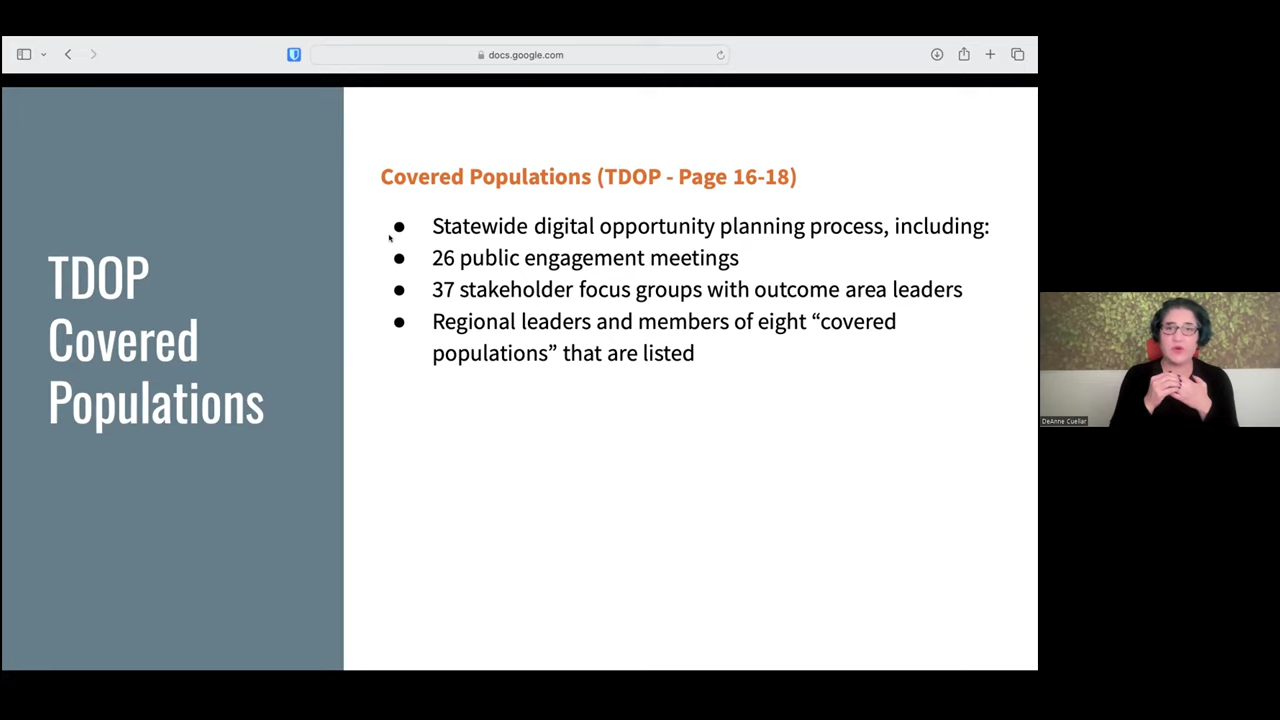 docs.google.com
TDOP
Covered
Populations
Covered Populations (TDOP - Page 16-18)
● Statewide digital opportunity planning process, including:
● 26 public engagement meetings
● 37 stakeholder focus groups with outcome area leaders
● Regional leaders and members of eight “covered
populations” that are listed
DeAnne Cuellar